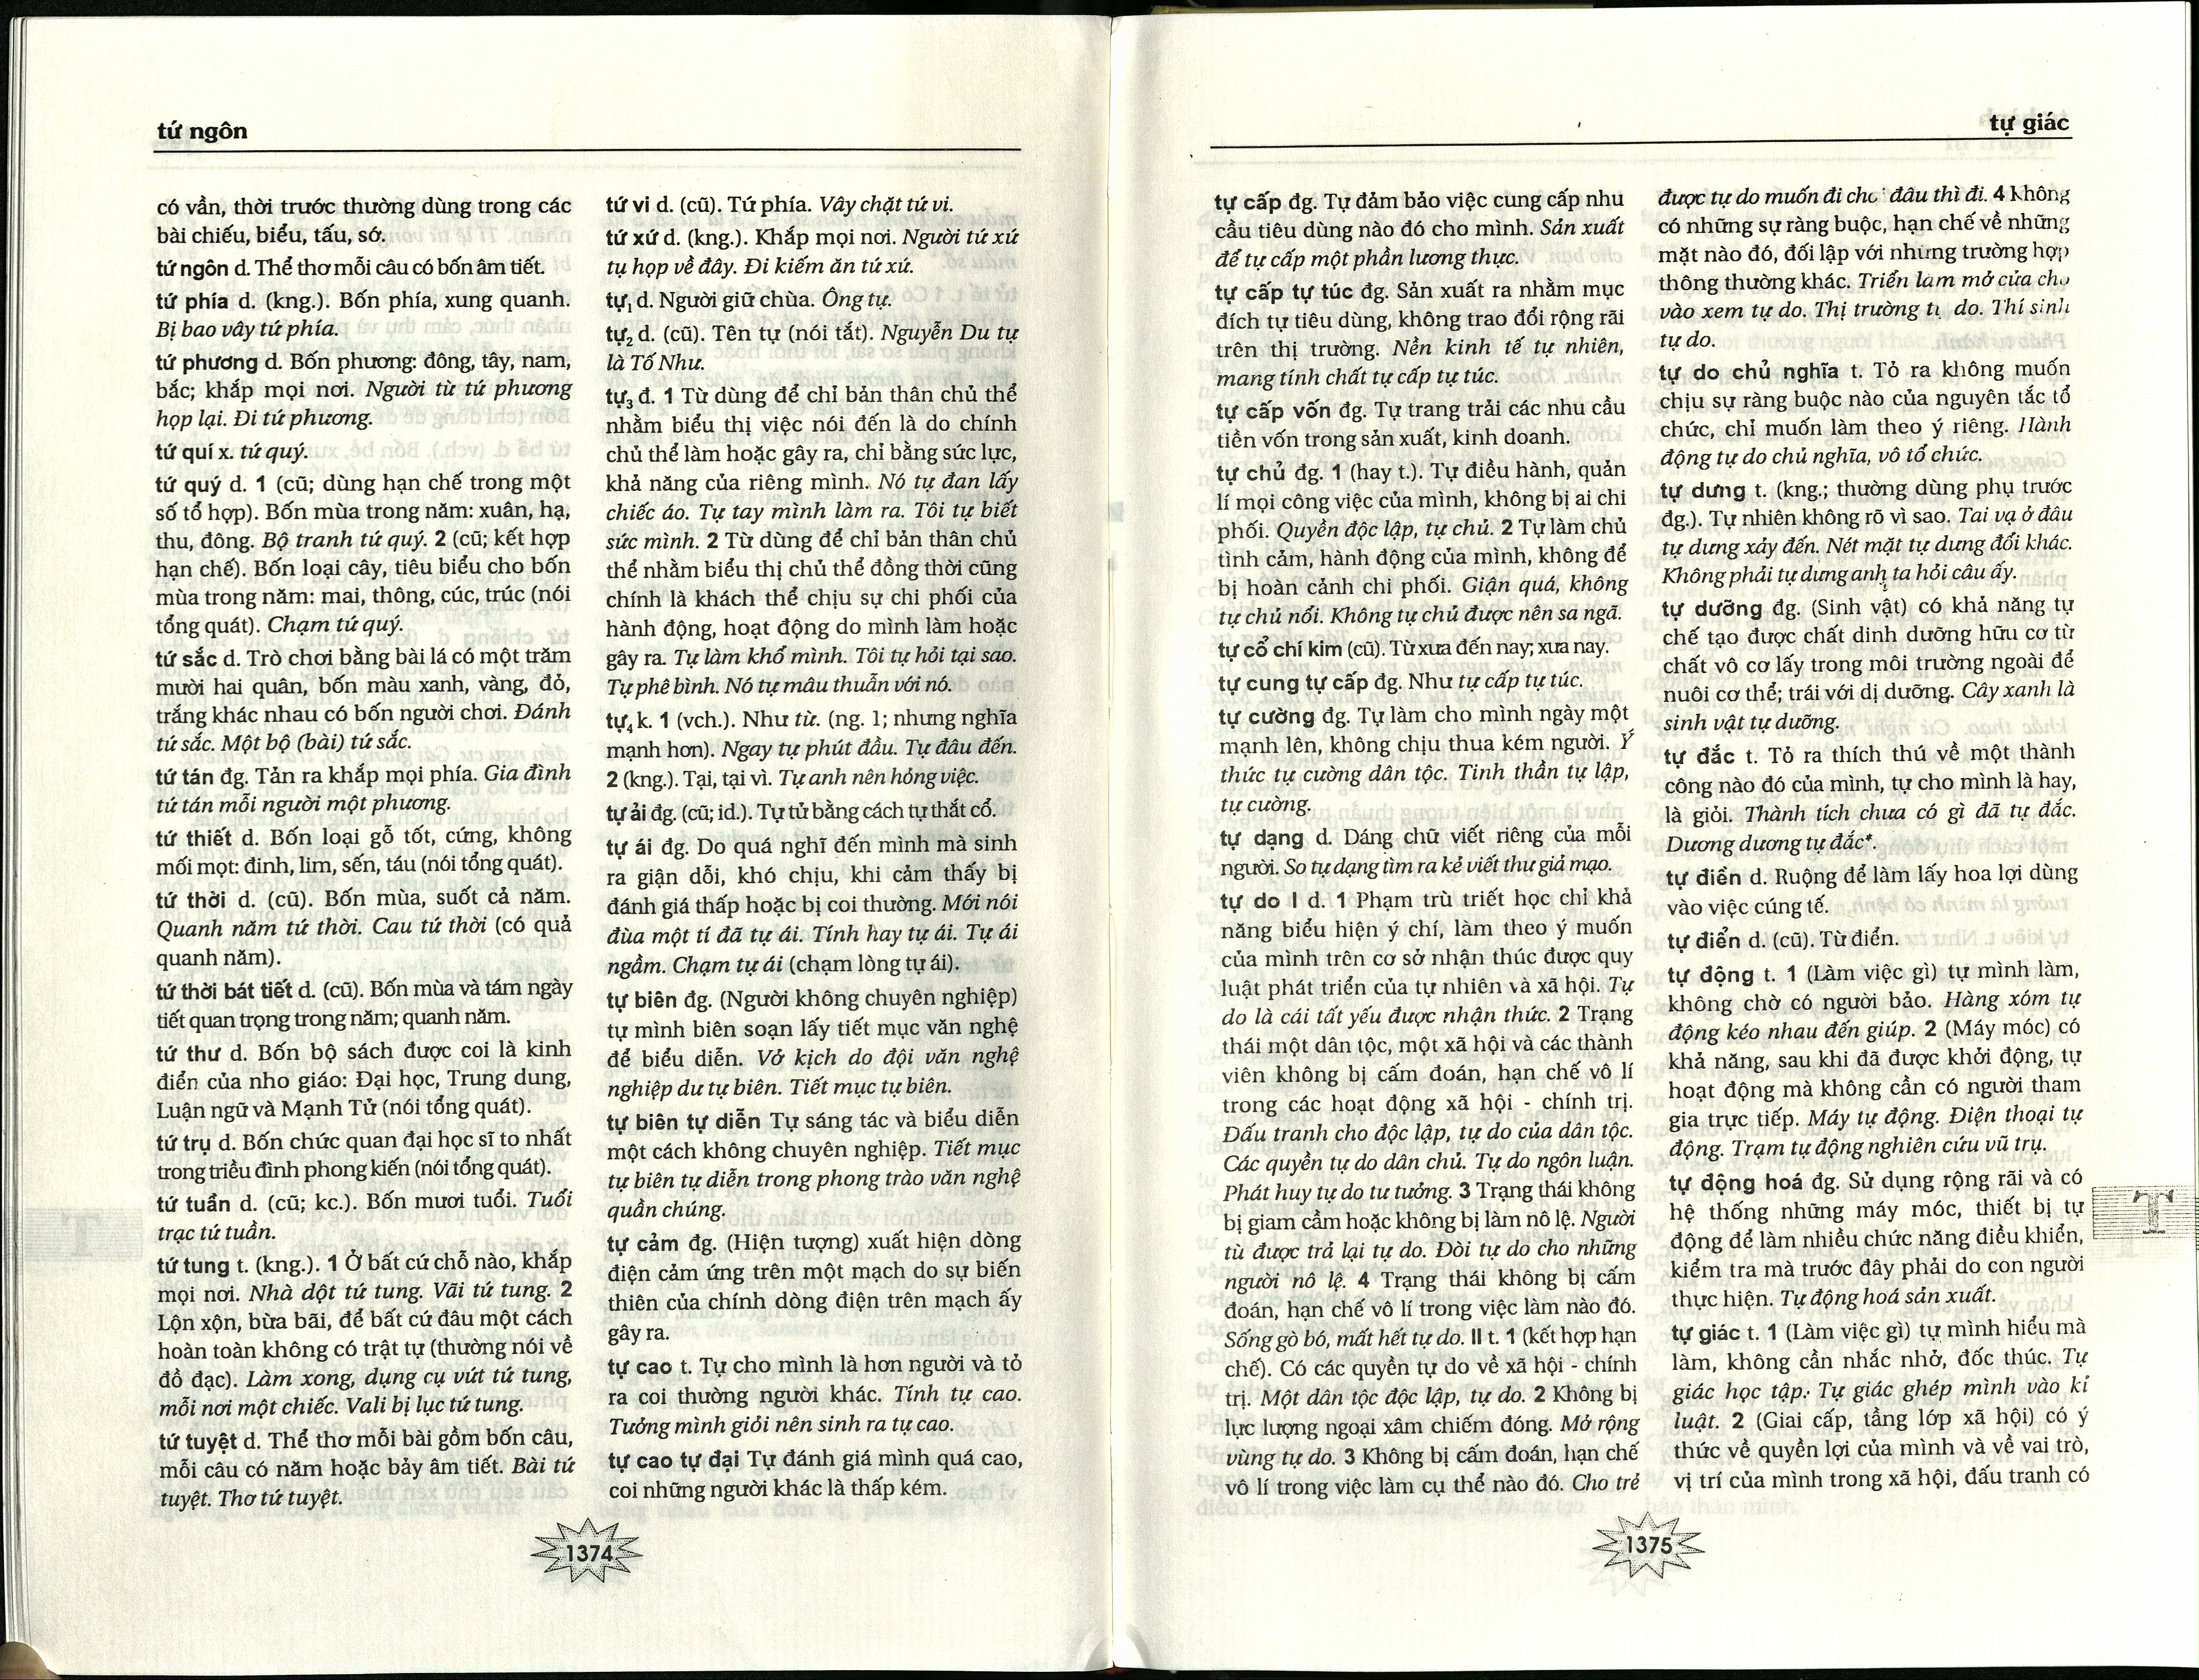 tứ ngôn
có vần, thời trước thường dùng trong các
bài chiếu, biểu, tấu, sớ.
tứ ngôn d. Thể thơ mỗi câu có bốn âm tiết.
tứ phía d. (kng.). Bốn phía, xung quanh.
Bị bao vây tứ phía.
tứ phương d. Bốn phương: đông, tây, nam,
bắc; khắp mọi nơi. Người từ tứ phương
họp lại. Đi tứ phương.
tứ quí x. tứ quý.
tứ quý d. 1 (cũ; dùng hạn chế trong một
số tổ hợp). Bốn mùa trong năm: xuân, hạ,
thu, đông. Bộ tranh tứ quý. 2 (cũ; kết hợp
hạn chế). Bốn loại cây, tiêu biểu cho bốn
mùa trong năm: mai, thông, cúc, trúc (nói
tổng quát). Chạm tứ quý.
tứ sắc d. Trò chơi bằng bài lá có một trăm
mười hai quân, bốn màu xanh, vàng, đỏ,
trắng khác nhau có bốn người chơi. Đánh
tứ sắc. Một bộ (bài) tứ sắc.
tứ tán đg. Tản ra khắp mọi phía. Gia đình
tứ tán mỗi người một phương.
tứ thiết d. Bốn loại gỗ tốt, cứng, không
mối mọt: đinh, lim, sến, táu (nói tổng quát).
tứ thời d. (cũ). Bốn mùa, suốt cả năm.
Quanh năm tứ thời. Cau tứ thời (có quả
quanh năm).
tứ thời bát tiết d. (cũ). Bốn mùa và tám ngày
tiết quan trọng trong năm; quanh năm.
tứ thư d. Bốn bộ sách được coi là kinh
điển của nho giáo: Đại học, Trung dung,
Luận ngữ và Mạnh Tử (nói tổng quát).
tứ trụ d. Bốn chức quan đại học sĩ to nhất
trong triều đình phong kiến (nói tổng quát).
tứ tuần d. (cũ; kc.). Bốn mươi tuổi. Tuổi
trạc tứ tuần.
tứ tung t. (kng.). 1 Ở bất cứ chỗ nào, khắp
mọi nơi. Nhà dột tứ tung. Vãi tứ tung. 2
Lộn xộn, bừa bãi, để bất cứ đâu một cách
hoàn toàn không có trật tự (thường nói về
đồ đạc). Làm xong, dụng cụ vứt tứ tung,
mỗi nơi một chiếc. Vali bị lục tứ tung.
tứ tuyệt d. Thể thơ mỗi bài gồm bốn câu,
mỗi câu có năm hoặc bảy âm tiết. Bài tứ
tuyệt. Thơ tứ tuyệt.
tứ vi d. (cũ). Tứ phía. Vây chặt tứ vi.
tứ xứ d. (kng.). Khắp mọi nơi. Người tứ xứ
tụ họp về đây. Đi kiếm ăn tứ xứ.
tự₁ d. Người giữ chùa. Ông tự.
tự₂ d. (cũ). Tên tự (nói tắt). Nguyễn Du tự
là Tố Như.
tự₃ đ. 1 Từ dùng để chỉ bản thân chủ thể
nhằm biểu thị việc nói đến là do chính
chủ thể làm hoặc gây ra, chỉ bằng sức lực,
khả năng của riêng mình. Nó tự đan lấy
chiếc áo. Tự tay mình làm ra. Tôi tự biết
sức mình. 2 Từ dùng để chỉ bản thân chủ
thể nhằm biểu thị chủ thể đồng thời cũng
chính là khách thể chịu sự chi phối của
hành động, hoạt động do mình làm hoặc
gây ra. Tự làm khổ mình. Tôi tự hỏi tại sao.
Tự phê bình. Nó tự mâu thuẫn với nó.
tự₄ k. 1 (vch.). Như từ. (ng. 1; nhưng nghĩa
mạnh hơn). Ngay tự phút đầu. Tự đâu đến.
2 (kng.). Tại, tại vì. Tự anh nên hỏng việc.
tự ải đg. (cũ; id.). Tự tử bằng cách tự thắt cổ.
tự ái đg. Do quá nghĩ đến mình mà sinh
ra giận dỗi, khó chịu, khi cảm thấy bị
đánh giá thấp hoặc bị coi thường. Mới nói
đùa một tí đã tự ái. Tính hay tự ái. Tự ái
ngầm. Chạm tự ái (chạm lòng tự ái).
tự biên đg. (Người không chuyên nghiệp)
tự mình biên soạn lấy tiết mục văn nghệ
để biểu diễn. Vở kịch do đội văn nghệ
nghiệp dư tự biên. Tiết mục tự biên.
tự biên tự diễn Tự sáng tác và biểu diễn
một cách không chuyên nghiệp. Tiết mục
tự biên tự diễn trong phong trào văn nghệ
quần chúng.
tự cảm đg. (Hiện tượng) xuất hiện dòng
điện cảm ứng trên một mạch do sự biến
thiên của chính dòng điện trên mạch ấy
gây ra.
tự cao t. Tự cho mình là hơn người và tỏ
ra coi thường người khác. Tính tự cao.
Tưởng mình giỏi nên sinh ra tự cao.
tự cao tự đại Tự đánh giá mình quá cao,
coi những người khác là thấp kém.
1374
tự giác
tự cấp đg. Tự đảm bảo việc cung cấp nhu
cầu tiêu dùng nào đó cho mình. Sản xuất
để tự cấp một phần lương thực.
tự cấp tự túc đg. Sản xuất ra nhằm mục
đích tự tiêu dùng, không trao đổi rộng rãi
trên thị trường. Nền kinh tế tự nhiên,
mang tính chất tự cấp tự túc.
tự cấp vốn đg. Tự trang trải các nhu cầu
tiền vốn trong sản xuất, kinh doanh.
tự chủ đg. 1 (hay t.). Tự điều hành, quản
lí mọi công việc của mình, không bị ai chi
phối. Quyền độc lập, tự chủ. 2 Tự làm chủ
tình cảm, hành động của mình, không để
bị hoàn cảnh chi phối. Giận quá, không
tự chủ nổi. Không tự chủ được nên sa ngã.
tự cổ chí kim (cũ). Từ xưa đến nay; xưa nay.
tự cung tự cấp đg. Như tự cấp tự túc.
tự cường đg. Tự làm cho mình ngày một
mạnh lên, không chịu thua kém người. Ý
thức tự cường dân tộc. Tinh thần tự lập,
tự cường.
tự dạng d. Dáng chữ viết riêng của mỗi
người. So tự dạng tìm ra kẻ viết thư giả mạo.
tự do I d. 1 Phạm trù triết học chỉ khả
năng biểu hiện ý chí, làm theo ý muốn
của mình trên cơ sở nhận thức được quy
luật phát triển của tự nhiên và xã hội. Tự
do là cái tất yếu được nhận thức. 2 Trạng
thái một dân tộc, một xã hội và các thành
viên không bị cấm đoán, hạn chế vô lí
trong các hoạt động xã hội - chính trị.
Đấu tranh cho độc lập, tự do của dân tộc.
Các quyền tự do dân chủ. Tự do ngôn luận.
Phát huy tự do tư tưởng. 3 Trạng thái không
bị giam cầm hoặc không bị làm nô lệ. Người
tù được trả lại tự do. Đòi tự do cho những
người nô lệ. 4 Trạng thái không bị cấm
đoán, hạn chế vô lí trong việc làm nào đó.
Sống gò bó, mất hết tự do. II t. 1 (kết hợp hạn
chế). Có các quyền tự do về xã hội - chính
trị. Một dân tộc độc lập, tự do. 2 Không bị
lực lượng ngoại xâm chiếm đóng. Mở rộng
vùng tự do. 3 Không bị cấm đoán, hạn chế
vô lí trong việc làm cụ thể nào đó. Cho trẻ
được tự do muốn đi chơi đâu thì đi. 4 Không
có những sự ràng buộc, hạn chế về những
mặt nào đó, đối lập với những trường hợp
thông thường khác. Triển lãm mở cửa cho
vào xem tự do. Thị trường tự do. Thí sinh
tự do.
tự do chủ nghĩa t. Tỏ ra không muốn
chịu sự ràng buộc nào của nguyên tắc tổ
chức, chỉ muốn làm theo ý riêng. Hành
động tự do chủ nghĩa, vô tổ chức.
tự dưng t. (kng.; thường dùng phụ trước
đg.). Tự nhiên không rõ vì sao. Tai vạ ở đâu
tự dưng xảy đến. Nét mặt tự dưng đổi khác.
Không phải tự dưng anh ta hỏi câu ấy.
tự dưỡng đg. (Sinh vật) có khả năng tự
chế tạo được chất dinh dưỡng hữu cơ từ
chất vô cơ lấy trong môi trường ngoài để
nuôi cơ thể; trái với dị dưỡng. Cây xanh là
sinh vật tự dưỡng.
tự đắc t. Tỏ ra thích thú về một thành
công nào đó của mình, tự cho mình là hay,
là giỏi. Thành tích chưa có gì đã tự đắc.
Dương dương tự đắc*.
tự điền d. Ruộng để làm lấy hoa lợi dùng
vào việc cúng tế.
tự điển d. (cũ). Từ điển.
tự động t. 1 (Làm việc gì) tự mình làm,
không chờ có người bảo. Hàng xóm tự
động kéo nhau đến giúp. 2 (Máy móc) có
khả năng, sau khi đã được khởi động, tự
hoạt động mà không cần có người tham
gia trực tiếp. Máy tự động. Điện thoại tự
động. Trạm tự động nghiên cứu vũ trụ.
tự động hoá đg. Sử dụng rộng rãi và có
hệ thống những máy móc, thiết bị tự
động để làm nhiều chức năng điều khiển,
kiểm tra mà trước đây phải do con người
thực hiện. Tự động hoá sản xuất.
tự giác t. 1 (Làm việc gì) tự mình hiểu mà
làm, không cần nhắc nhở, đốc thúc. Tự
giác học tập. Tự giác ghép mình vào kỉ
luật. 2 (Giai cấp, tầng lớp xã hội) có ý
thức về quyền lợi của mình và về vai trò,
vị trí của mình trong xã hội, đấu tranh có
T
1375